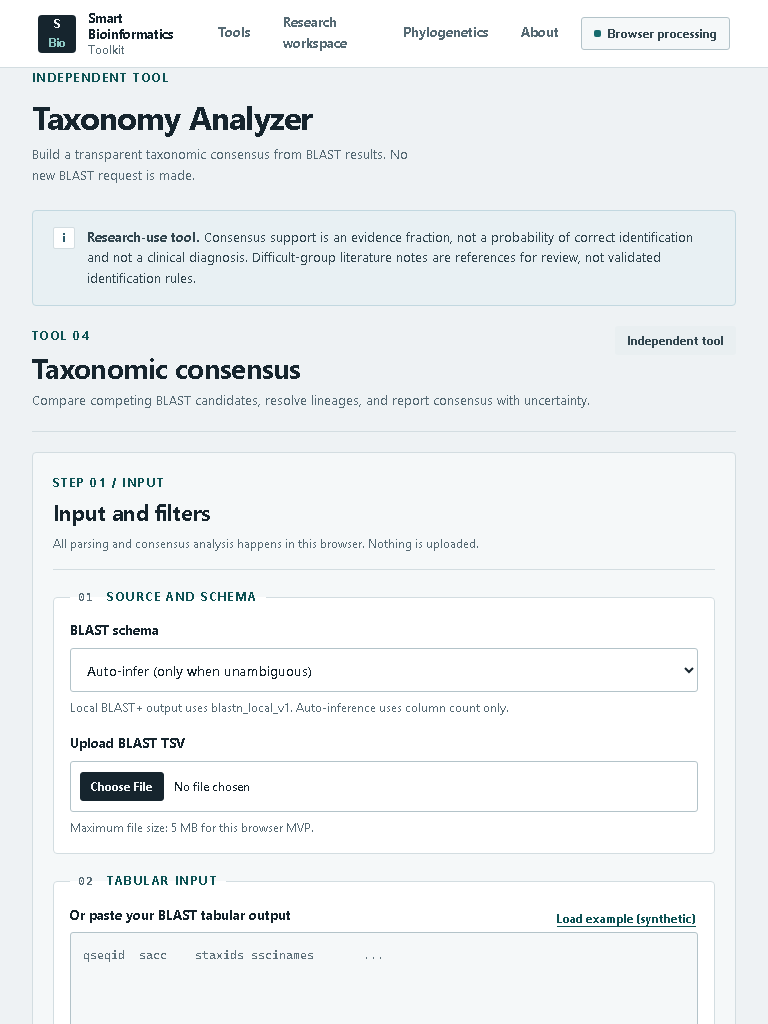 S
Bio
Smart
Bioinformatics
Toolkit
Tools
Research
workspace
Phylogenetics
About
Browser processing
INDEPENDENT TOOL
Taxonomy Analyzer
Build a transparent taxonomic consensus from BLAST results. No
new BLAST request is made.
i
Research-use tool. Consensus support is an evidence fraction, not a probability of correct identification
and not a clinical diagnosis. Difficult-group literature notes are references for review, not validated
identification rules.
TOOL 04
Independent tool
Taxonomic consensus
Compare competing BLAST candidates, resolve lineages, and report consensus with uncertainty.
STEP 01 / INPUT
Input and filters
All parsing and consensus analysis happens in this browser. Nothing is uploaded.
01 SOURCE AND SCHEMA
BLAST schema
Auto-infer (only when unambiguous)
Local BLAST+ output uses blastn_local_v1. Auto-inference uses column count only.
Upload BLAST TSV
Choose File No file chosen
Maximum file size: 5 MB for this browser MVP.
02 TABULAR INPUT
Or paste your BLAST tabular output
Load example (synthetic)
qseqid sacc staxids sscinames ...